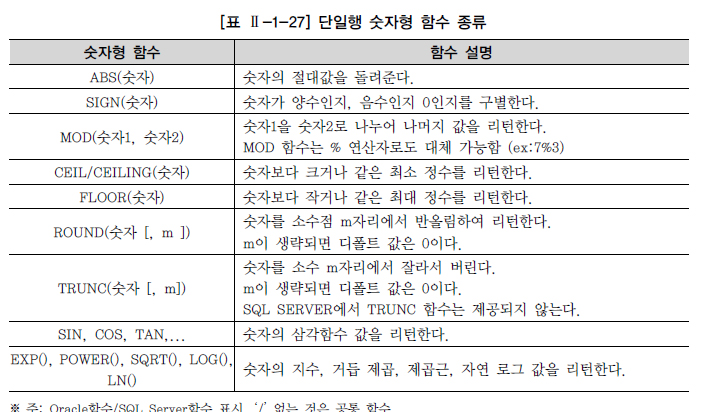 [표 Ⅱ-1-27] 단일행 숫자형 함수 종류
숫자형 함수 함수 설명
ABS(숫자) 숫자의 절대값을 돌려준다.
SIGN(숫자) 숫자가 양수인지, 음수인지 0인지를 구별한다.
MOD(숫자1, 숫자2) 숫자1을 숫자2로 나누어 나머지 값을 리턴한다.
MOD 함수는 % 연산자로도 대체 가능함 (ex:7%3)
CEIL/CEILING(숫자) 숫자보다 크거나 같은 최소 정수를 리턴한다.
FLOOR(숫자) 숫자보다 작거나 같은 최대 정수를 리턴한다.
ROUND(숫자 [, m ]) 숫자를 소수점 m자리에서 반올림하여 리턴한다.
m이 생략되면 디폴트 값은 0이다.
TRUNC(숫자 [, m]) 숫자를 소수 m자리에서 잘라서 버린다.
m이 생략되면 디폴트 값은 0이다.
SQL SERVER에서 TRUNC 함수는 제공되지 않는다.
SIN, COS, TAN,... 숫자의 삼각함수 값을 리턴한다.
EXP(), POWER(), SQRT(), LOG(),
LN() 숫자의 지수, 거듭 제곱, 제곱근, 자연 로그 값을 리턴한다.
※ 주: Oracle함수/SQL Server함수 표시, '/' 없는 것은 공통 함수